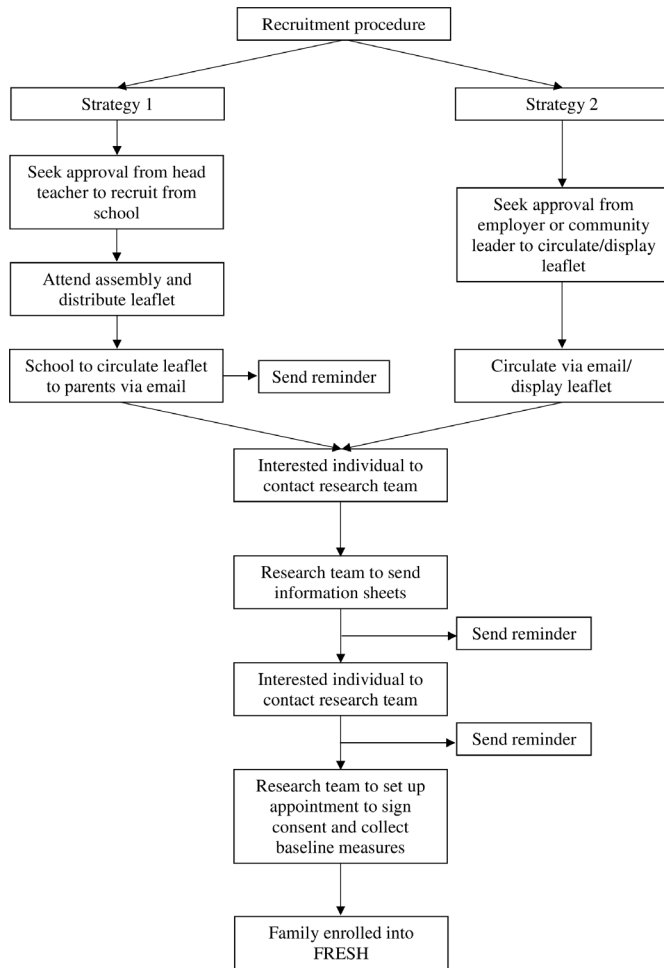 Recruitment procedure
Strategy 1
Strategy 2
Seek approval from head
teacher to recruit from
school
Seek approval from
employer or community
leader to circulate/display
leaflet
Attend assembly and
distribute leaflet
School to circulate leaflet
to parents via email
Send reminder
Circulate via email/
display leaflet
Interested individual to
contact research team
Research team to send
information sheets
Send reminder
Interested individual to
contact research team
Send reminder
Research team to set up
appointment to sign
consent and collect
baseline measures
Family enrolled into
FRESH